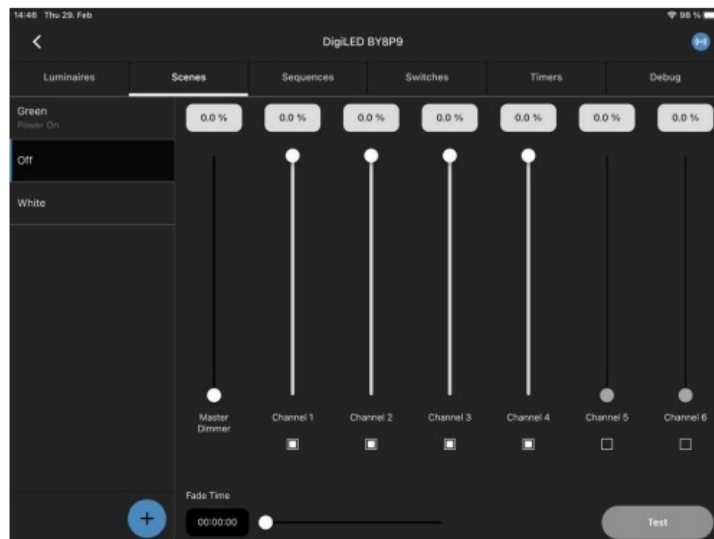 14:46 Thu 29. Feb
98 %
DigiLED BY8P9
Luminaires Scenes Sequences Switches Timers Debug
Green
Power On
Off
White
0.0 % 0.0 % 0.0 % 0.0 % 0.0 % 0.0 % 0.0 %
Master
Dimmer
Channel 1 Channel 2 Channel 3 Channel 4 Channel 5 Channel 6
+
Fade Time
00:00:00
Test